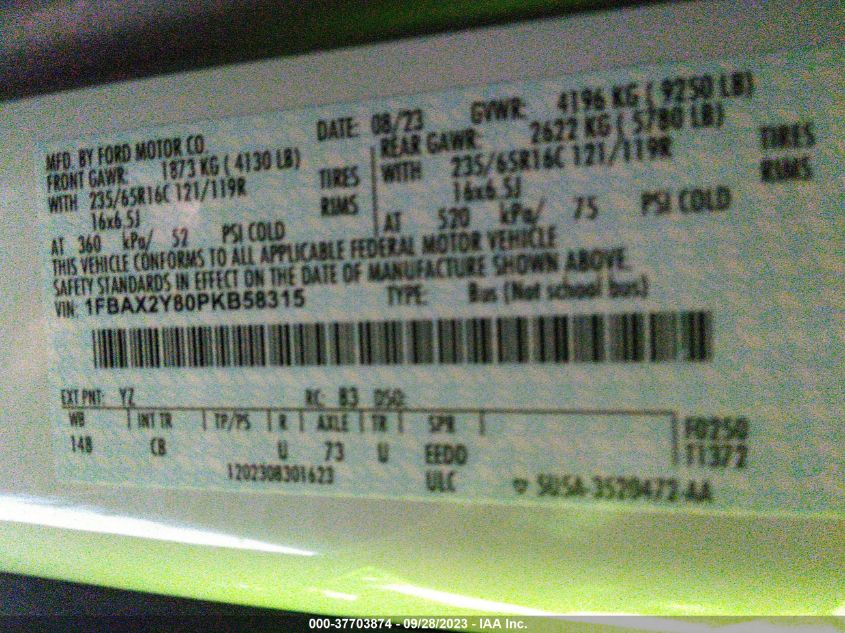 MFD. BY FORD MOTOR CO.
DATE: 08/23 GVWR: 4196 KG ( 9250 LB)
FRONT GAWR: 1873 KG ( 4130 LB)
WITH 235/65R16C 121/119R TIRES
16x6.5J RIMS
AT 360 kPa/ 52 PSI COLD
REAR GAWR: 2622 KG ( 5780 LB)
WITH 235/65R16C 121/119R TIRES
16x6.5J RIMS
AT 520 kPa/ 75 PSI COLD
THIS VEHICLE CONFORMS TO ALL APPLICABLE FEDERAL MOTOR VEHICLE
SAFETY STANDARDS IN EFFECT ON THE DATE OF MANUFACTURE SHOWN ABOVE.
VIN: 1FBAX2Y80PKB58315 TYPE: Bus (Not school bus)
EXT PNT: YZ RC: 83 DSO:
WB INT TR TP/PS R AXLE TR SPR
148 CB U 73 U EEDD
F0250
T1372
1202308301623 ULC
5U5A-3520472-AA
000-37703874 - 09/28/2023 - IAA Inc.